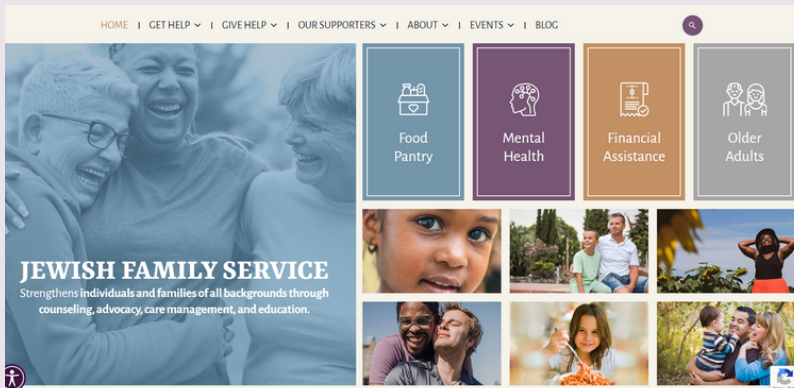 HOME | GET HELP | GIVE HELP | OUR SUPPORTERS | ABOUT | EVENTS | BLOG
Food
Pantry
Mental
Health
Financial
Assistance
Older
Adults
JEWISH FAMILY SERVICE
Strengthens individuals and families of all backgrounds through
counseling, advocacy, care management, and education.